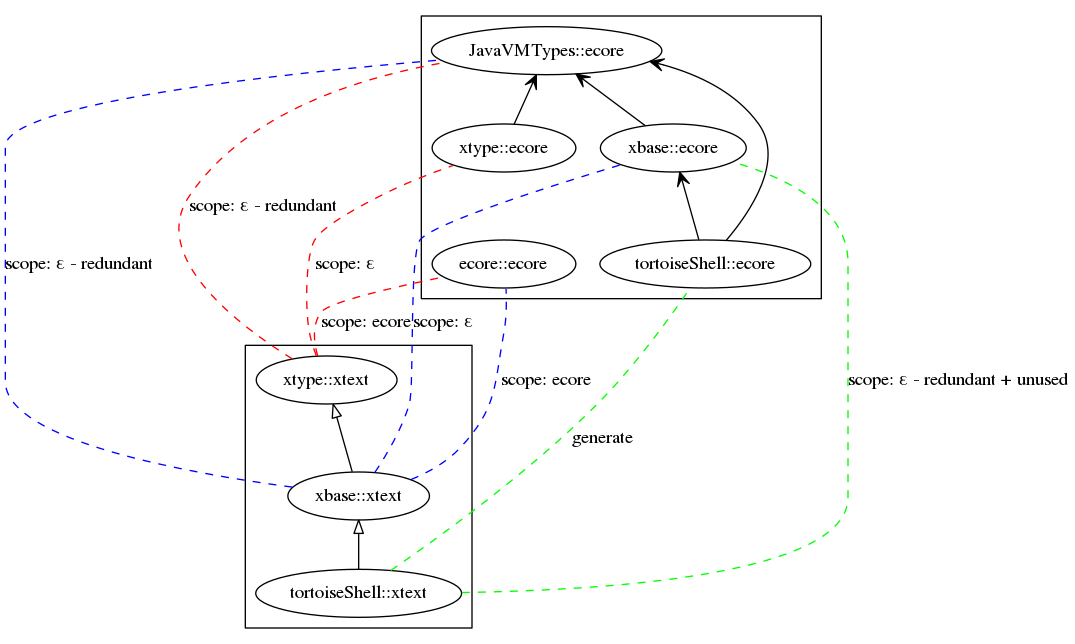 JavaVMTypes::ecore
xtype::ecore
xbase::ecore
scope: ε - redundant
scope: ε - redundant
scope: ε
ecore::ecore
tortoiseShell::ecore
scope: ecore
scope: ε
xtype::xtext
scope: ecore
scope: ε - redundant + unused
generate
xbase::xtext
tortoiseShell::xtext